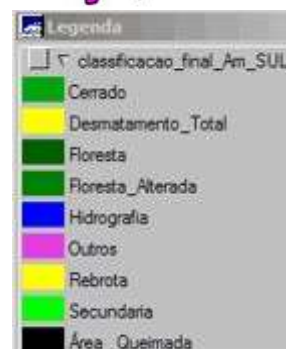 Legenda
classificacao_final_Am_SUL
Cerrado
Desmatamento_Total
Floresta
Floresta_Alterada
Hidrografia
Outros
Rebrota
Secundaria
Área_Queimada